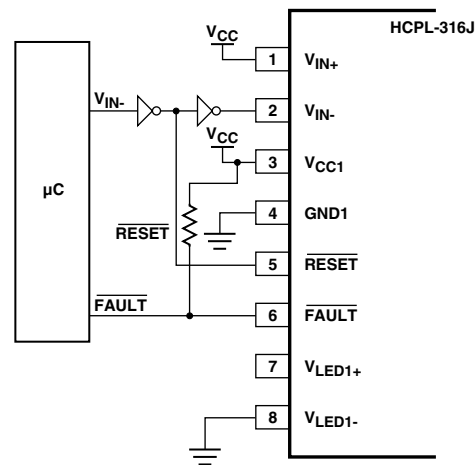 HCPL-316J
VCC
1 VIN+
VIN-
2 VIN-
VCC
3 VCC1
µC
4 GND1
RESET
5 RESET
FAULT
6 FAULT
7 VLED1+
8 VLED1-